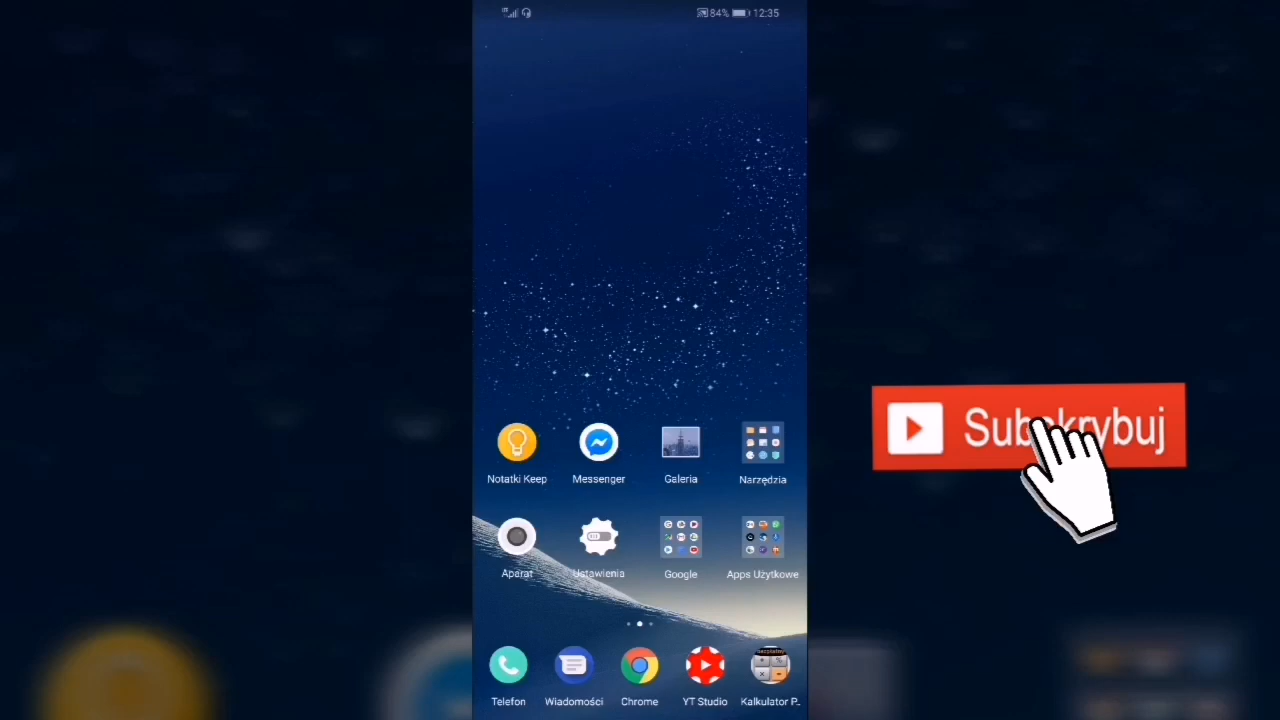 84% 12:35
Subskrybuj
Notatki Keep Messenger Galeria Narzędzia
Aparat Ustawienia Google Apps Użytkowe
bezpłatny
Telefon Wiadomości Chrome YT Studio Kalkulator P..